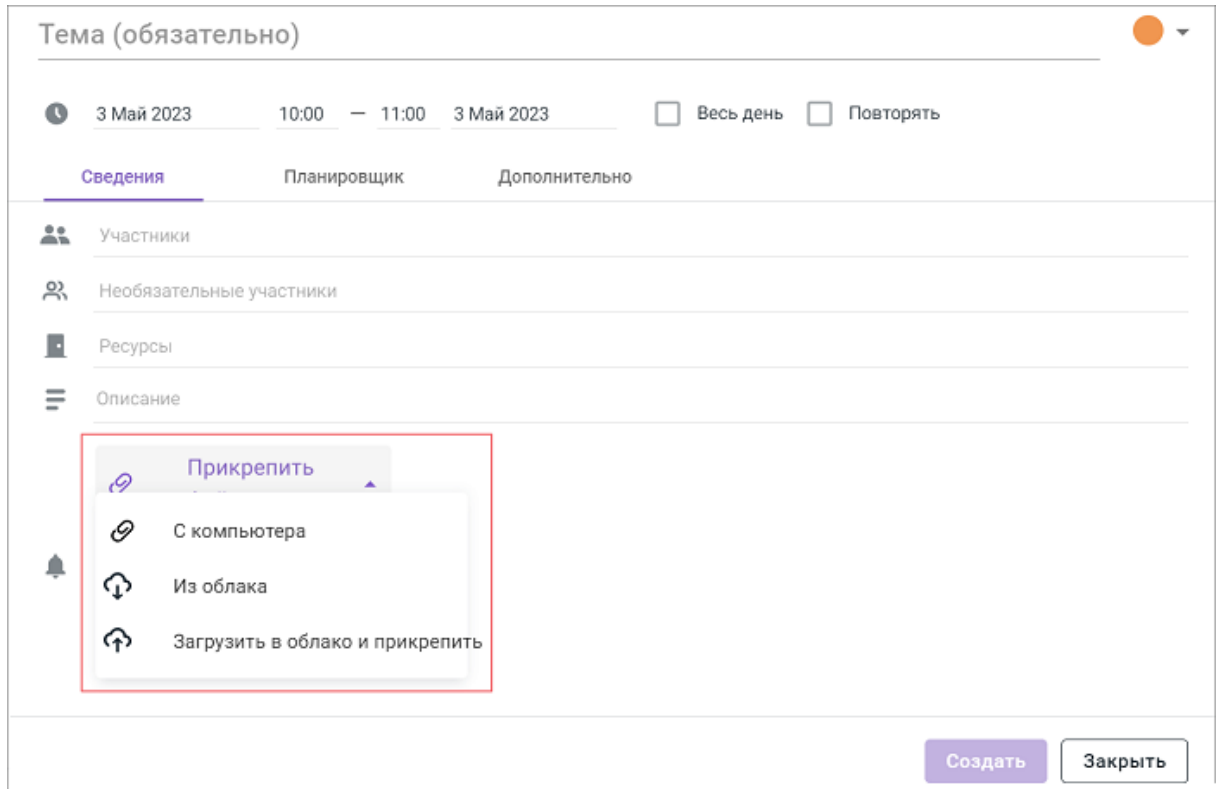 Тема (обязательно)
3 Май 2023 10:00 — 11:00 3 Май 2023 Весь день Повторять
Сведения Планировщик Дополнительно
Участники
Необязательные участники
Ресурсы
Описание
Прикрепить
С компьютера
Из облака
Загрузить в облако и прикрепить
Создать Закрыть